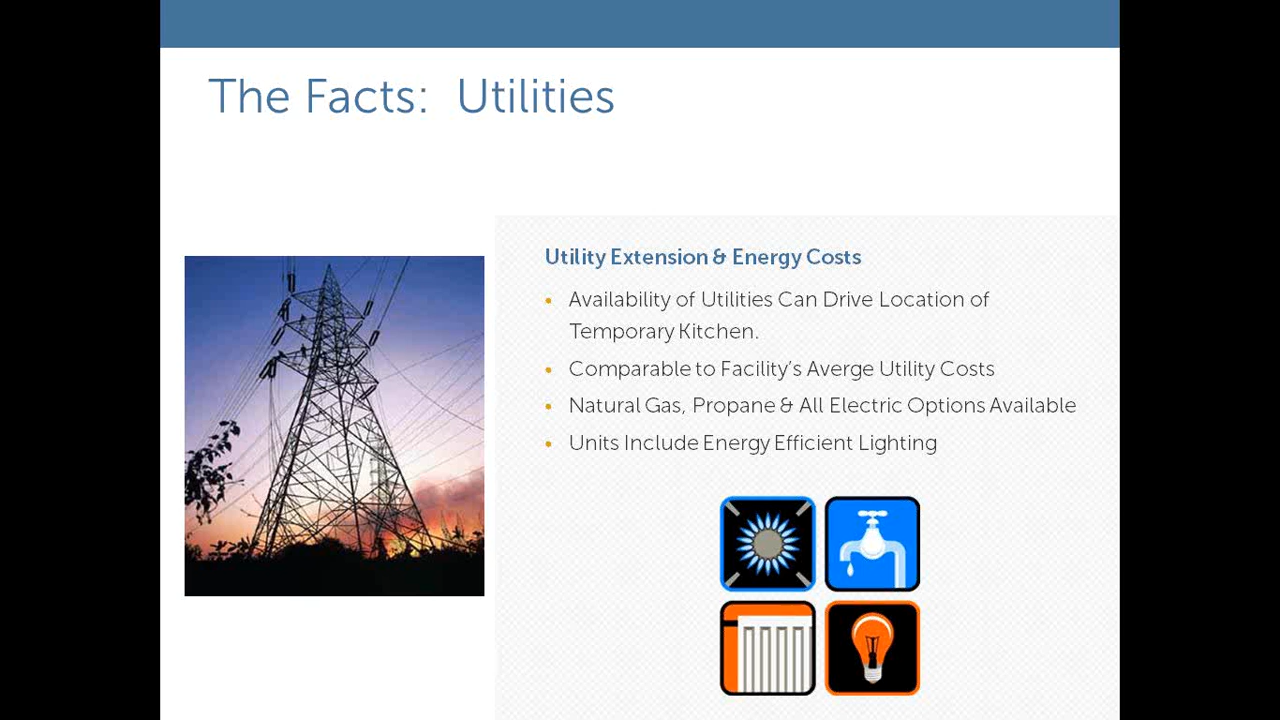 The Facts:  Utilities
Utility Extension & Energy Costs
• Availability of Utilities Can Drive Location of
Temporary Kitchen.
• Comparable to Facility's Averge Utility Costs
• Natural Gas, Propane & All Electric Options Available
• Units Include Energy Efficient Lighting